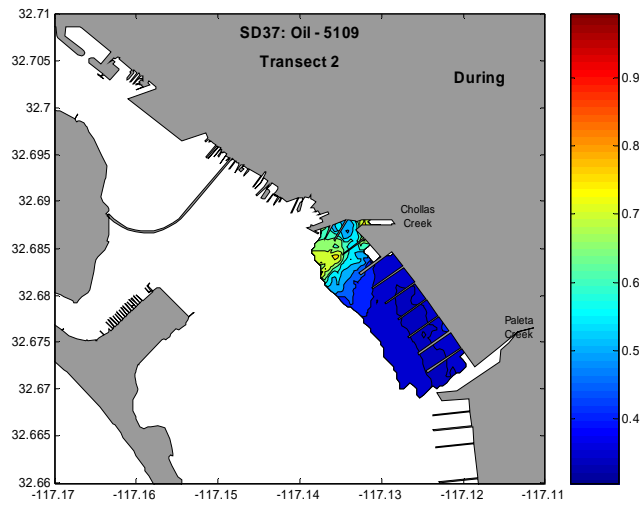 SD37: Oil - 5109
Transect 2
During
Chollas
Creek
Paleta
Creek
32.71
32.705
32.7
32.695
32.69
32.685
32.68
32.675
32.67
32.665
32.66
-117.17 -117.16 -117.15 -117.14 -117.13 -117.12 -117.11
0.9
0.8
0.7
0.6
0.5
0.4